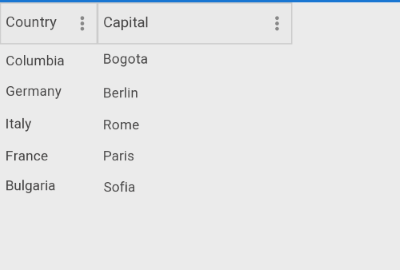 Country Capital
Columbia Bogota
Germany Berlin
Italy Rome
France Paris
Bulgaria Sofia